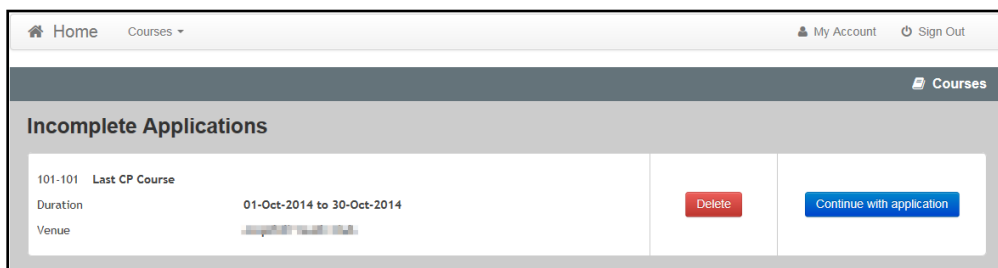 Home Courses My Account Sign Out
Courses
Incomplete Applications
101-101 Last CP Course
Duration 01-Oct-2014 to 30-Oct-2014 Delete Continue with application
Venue